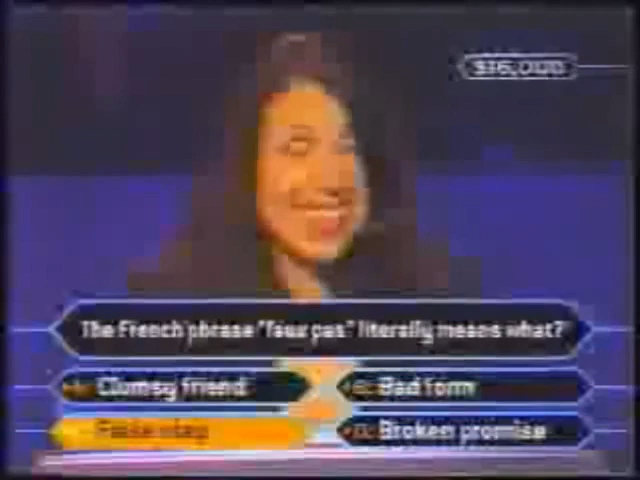 $16,000
The French phrase "faux pas" literally means what?
Clumsy friend
Bad form
False step
Broken promise